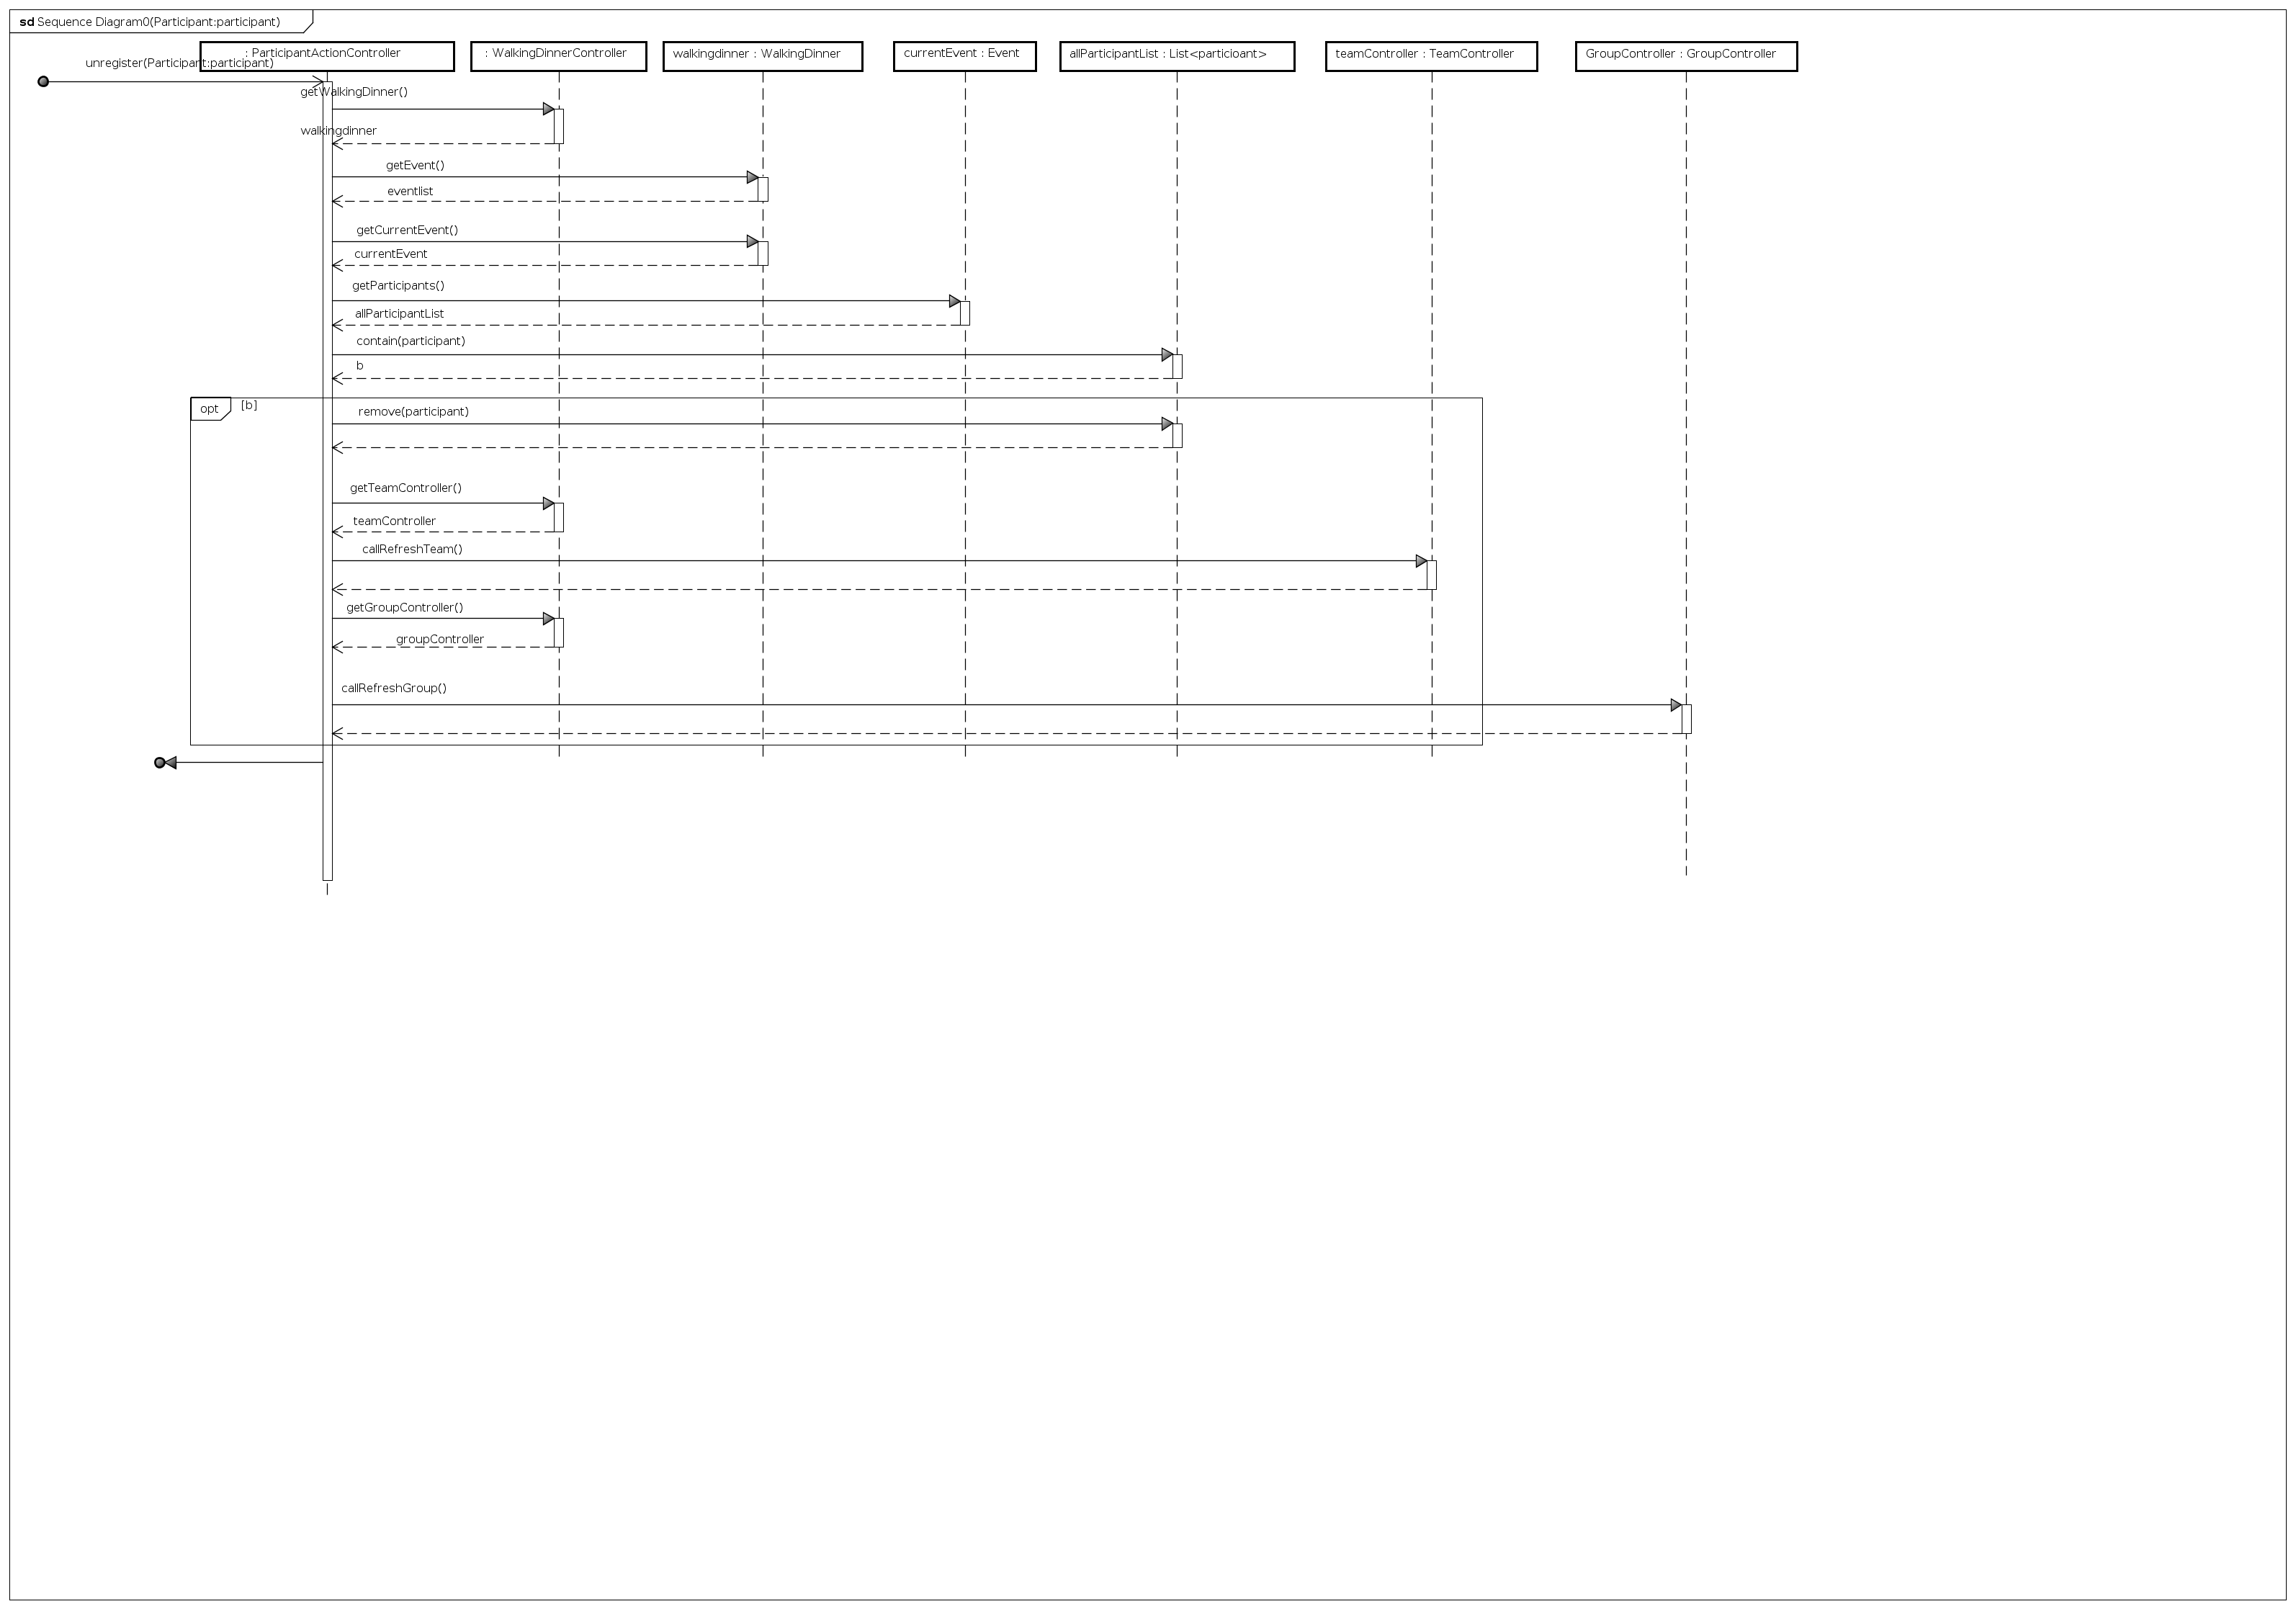 sd Sequence Diagram0(Participant:participant)
: ParticipantActionController
: WalkingDinnerController
walkingdinner : WalkingDinner
currentEvent : Event
allParticipantList : List<particioant>
teamController : TeamController
GroupController : GroupController
unregister(Participant:participant)
getWalkingDinner()
walkingdinner
getEvent()
eventlist
getCurrentEvent()
currentEvent
getParticipants()
allParticipantList
contain(participant)
b
opt [b]
remove(participant)
getTeamController()
teamController
callRefreshTeam()
getGroupController()
groupController
callRefreshGroup()